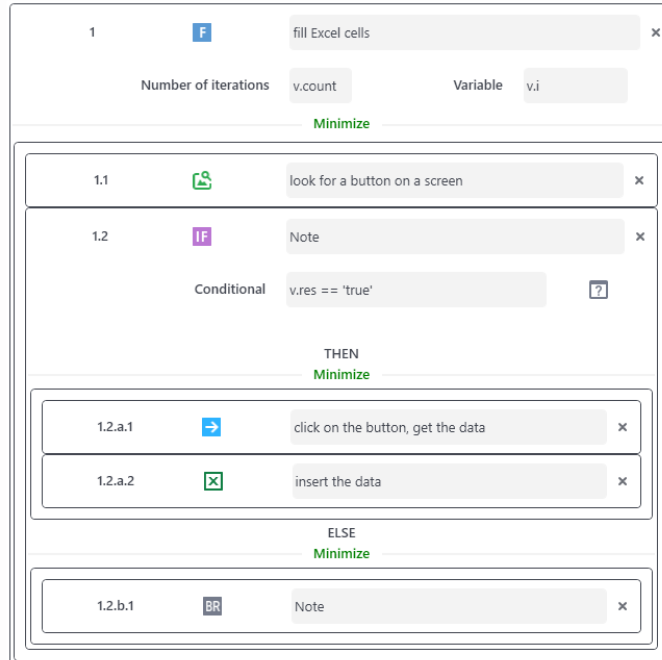 1 F fill Excel cells ×
Number of iterations v.count Variable v.i
Minimize
1.1 look for a button on a screen ×
1.2 IF Note ×
Conditional v.res == 'true' ?
THEN
Minimize
1.2.a.1 click on the button, get the data ×
1.2.a.2 insert the data ×
ELSE
Minimize
1.2.b.1 BR Note ×